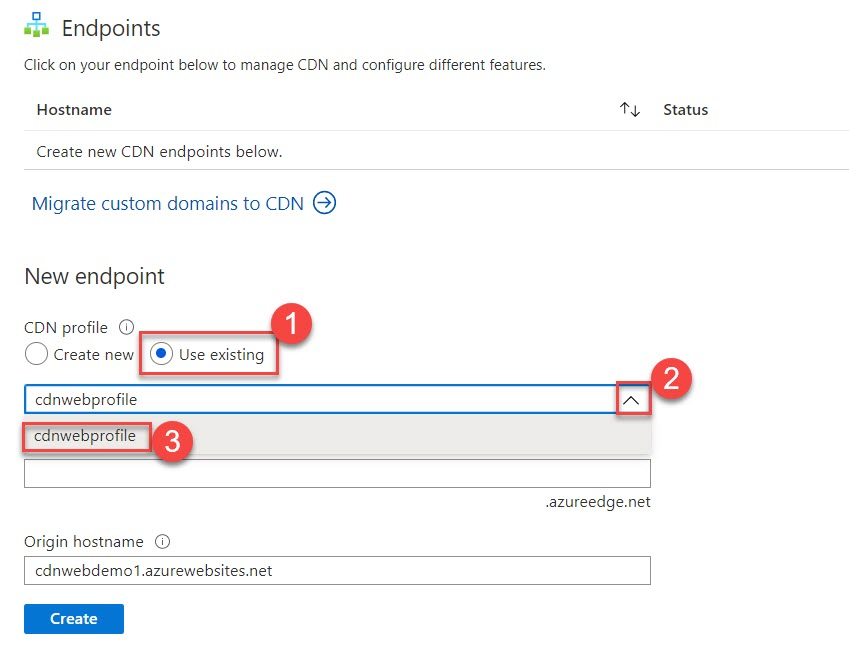 Endpoints
Click on your endpoint below to manage CDN and configure different features.
Hostname Status
Create new CDN endpoints below.
Migrate custom domains to CDN
New endpoint
1
CDN profile
Create new Use existing
2
cdnwebprofile
cdnwebprofile 3
.azureedge.net
Origin hostname
cdnwebdemo1.azurewebsites.net
Create